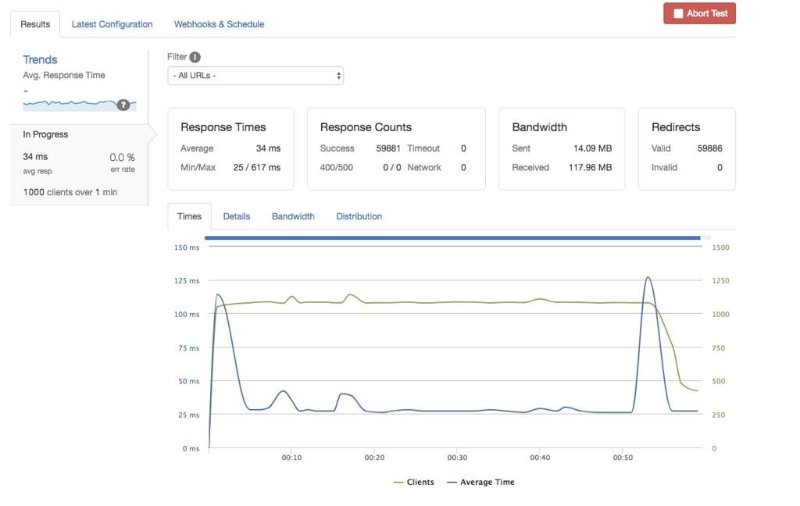 Results Latest Configuration Webhooks & Schedule Abort Test
Trends
Avg. Response Time
-
?
In Progress
34 ms 0.0 %
avg resp err rate
1000 clients over 1 min
Filter !
- All URLs -
Response Times
Average 34 ms
Min/Max 25 / 617 ms
Response Counts
Success 59881 Timeout 0
400/500 0 / 0 Network 0
Bandwidth
Sent 14.09 MB
Received 117.96 MB
Redirects
Valid 59886
Invalid 0
Times Details Bandwidth Distribution
150 ms 1500
125 ms 1250
100 ms 1000
75 ms 750
50 ms 500
25 ms 250
0 ms 0
00:10 00:20 00:30 00:40 00:50
Clients Average Time